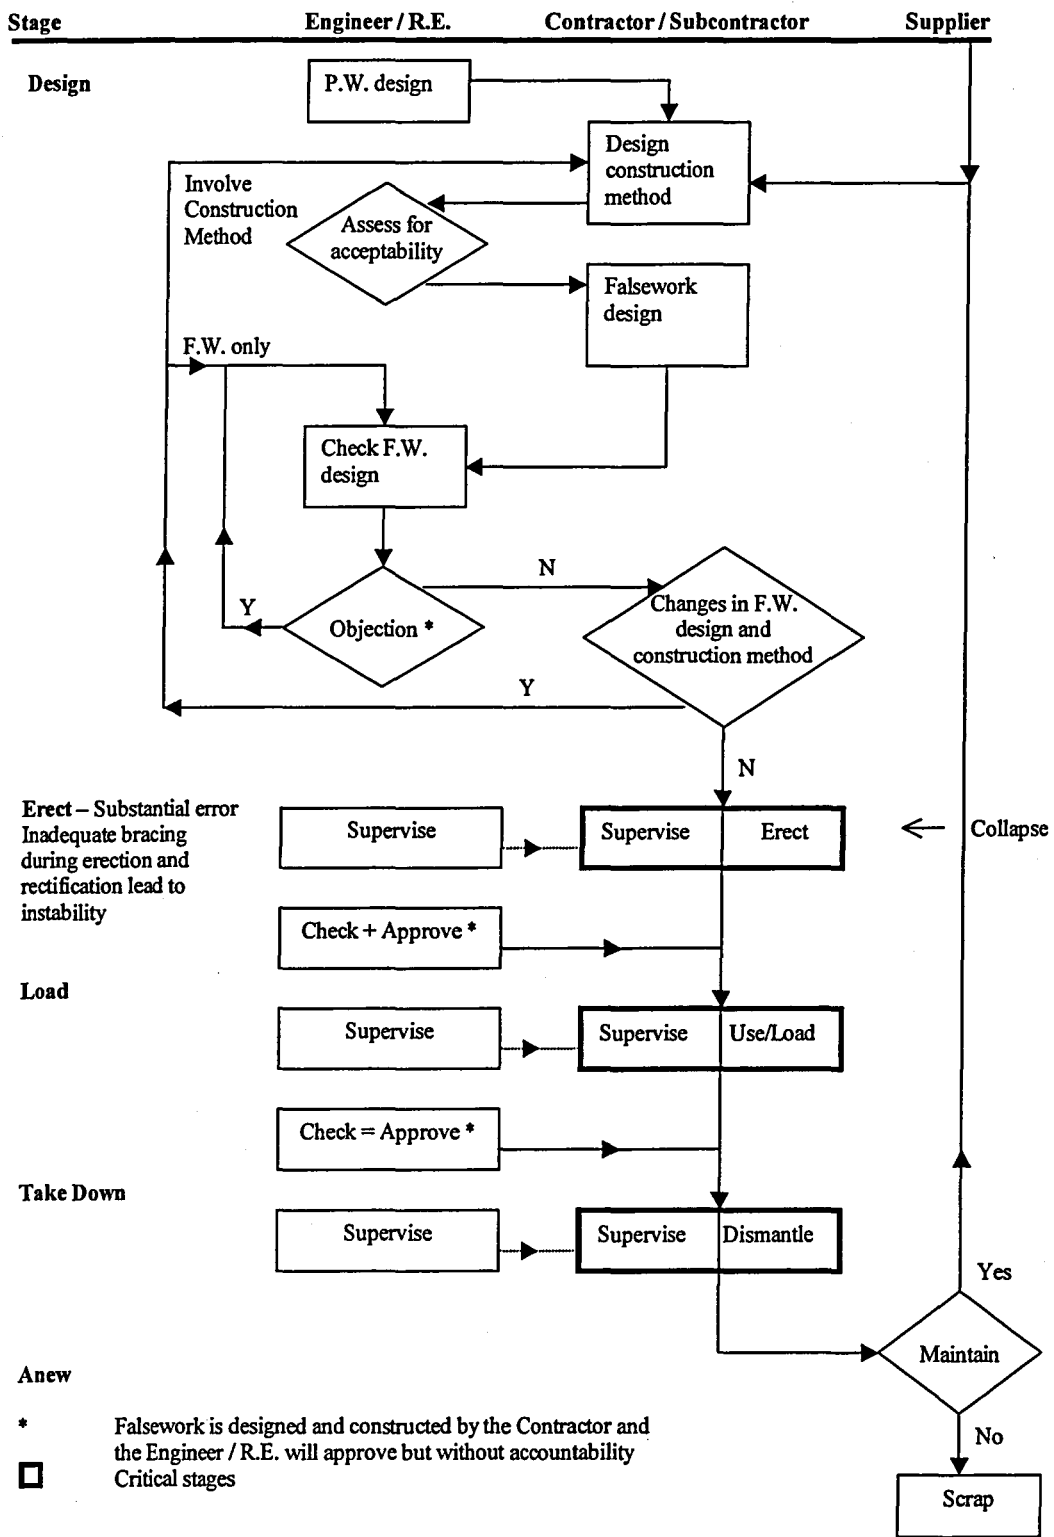 Stage Engineer / R.E. Contractor / Subcontractor Supplier
Design
P.W. design
Design
construction
method
Involve
Construction
Method
Assess for
acceptability
Falsework
design
F.W. only
Check F.W.
design
N
Y
Objection *
Changes in F.W.
design and
construction method
Y
N
Erect – Substantial error
Inadequate bracing
during erection and
rectification lead to
instability
Supervise
Supervise Erect
Collapse
Check + Approve *
Load
Supervise
Supervise Use/Load
Check = Approve *
Take Down
Supervise
Supervise Dismantle
Yes
Maintain
Anew
No
Scrap
* Falsework is designed and constructed by the Contractor and
the Engineer / R.E. will approve but without accountability
Critical stages